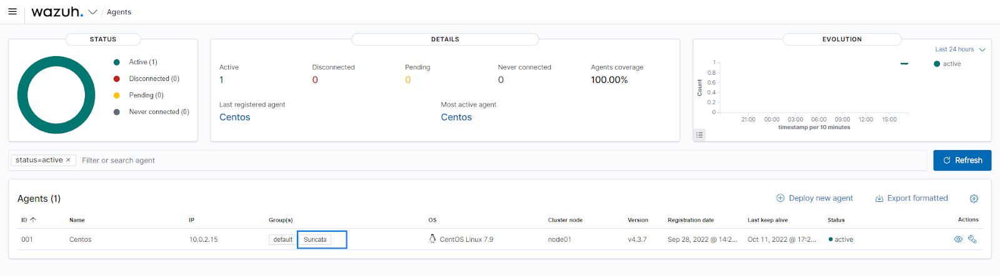 wazuh. / Agents
STATUS
Active (1)
Disconnected (0)
Pending (0)
Never connected (0)
DETAILS
Active Disconnected Pending Never connected Agents coverage
1 0 0 0 100.00%
Last registered agent Most active agent
Centos Centos
EVOLUTION
Last 24 hours
active
Count
1
0.8
0.6
0.4
0.2
0
21:00 00:00 03:00 06:00 09:00 12:00 15:00
timestamp per 10 minutes
status=active × Filter or search agent Refresh
Agents (1) Deploy new agent Export formatted
ID Name IP Group(s) OS Cluster node Version Registration date Last keep alive Status Actions
001 Centos 10.0.2.15 default Suricata CentOS Linux 7.9 node01 v4.3.7 Sep 28, 2022 @ 14:2... Oct 11, 2022 @ 17:2... active